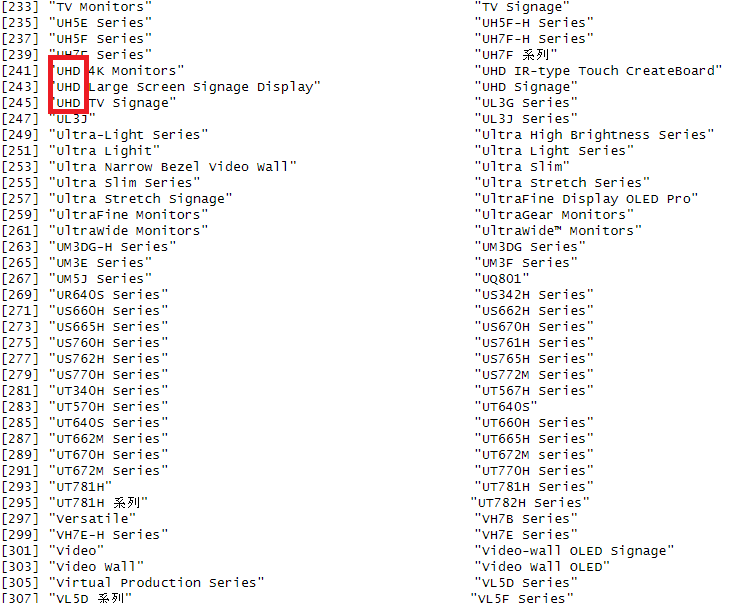 [233] "TV Monitors" "TV Signage"
[235] "UH5E Series" "UH5F-H Series"
[237] "UH5F Series" "UH7F-H Series"
[239] "UH7F Series" "UH7F 系列"
[241] "UHD 4K Monitors" "UHD IR-type Touch CreateBoard"
[243] "UHD Large Screen Signage Display" "UHD Signage"
[245] "UHD TV Signage" "UL3G Series"
[247] "UL3J" "UL3J Series"
[249] "Ultra-Light Series" "Ultra High Brightness Series"
[251] "Ultra Lighit" "Ultra Light Series"
[253] "Ultra Narrow Bezel Video Wall" "Ultra Slim"
[255] "Ultra Slim Series" "Ultra Stretch Series"
[257] "Ultra Stretch Signage" "UltraFine Display OLED Pro"
[259] "UltraFine Monitors" "UltraGear Monitors"
[261] "UltraWide Monitors" "UltraWide™ Monitors"
[263] "UM3DG-H Series" "UM3DG Series"
[265] "UM3E Series" "UM3F Series"
[267] "UM5J Series" "UQ801"
[269] "UR640S Series" "US342H Series"
[271] "US660H Series" "US662H Series"
[273] "US665H Series" "US670H Series"
[275] "US760H Series" "US761H Series"
[277] "US762H Series" "US765H Series"
[279] "US770H Series" "US772M Series"
[281] "UT340H Series" "UT567H Series"
[283] "UT570H Series" "UT640S"
[285] "UT640S Series" "UT660H Series"
[287] "UT662M Series" "UT665H Series"
[289] "UT670H Series" "UT672M Series"
[291] "UT672M Series" "UT770H Series"
[293] "UT781H" "UT781H Series"
[295] "UT781H 系列" "UT782H Series"
[297] "Versatile" "VH7B Series"
[299] "VH7E-H Series" "VH7E Series"
[301] "Video" "Video-wall OLED Signage"
[303] "Video Wall" "Video Wall OLED"
[305] "Virtual Production Series" "VL5D Series"
[307] "VL5D 系列" "VL5F Series"